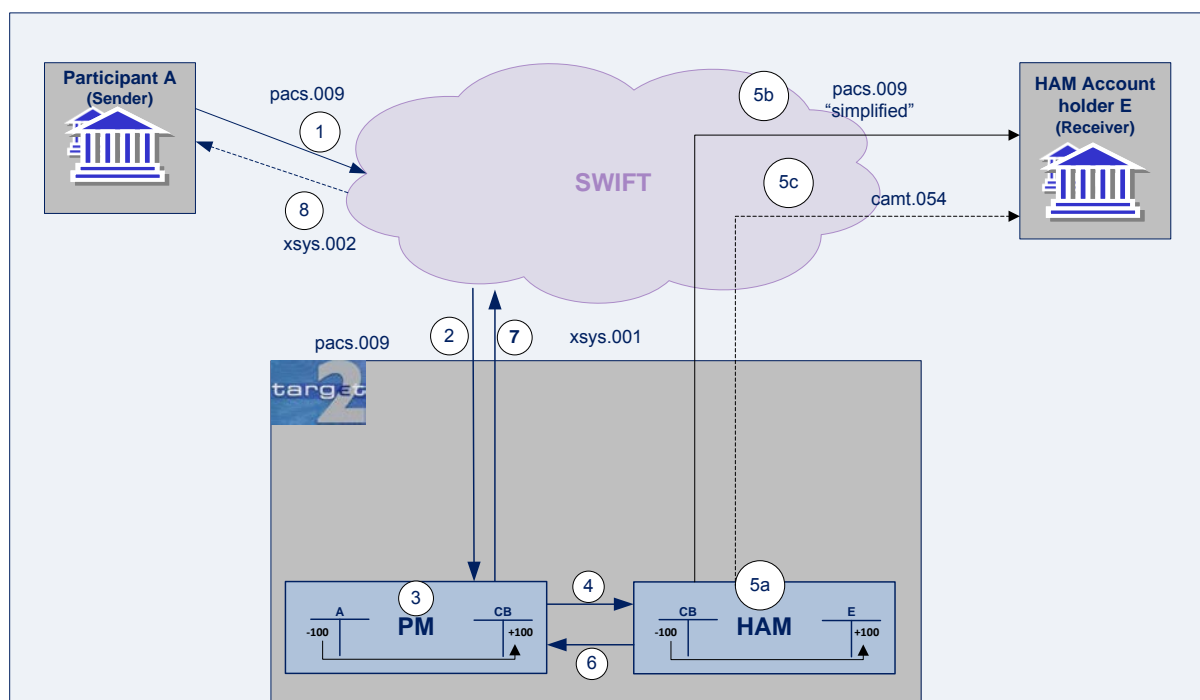 Participant A
(Sender)
pacs.009
1
8
xsys.002
SWIFT
5b
pacs.009
“simplified”
5c
camt.054
HAM Account
holder E
(Receiver)
pacs.009
2
7
xsys.001
target
2
3
A
CB
-100
PM
+100
4
6
5a
CB
E
-100
HAM
+100